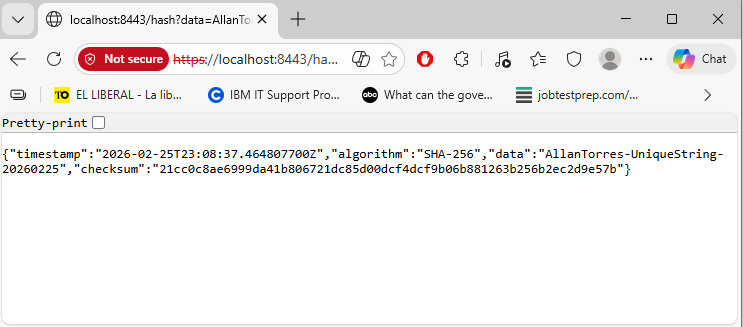 localhost:8443/hash?data=AllanTo
Not secure https://localhost:8443/ha... Chat
EL LIBERAL - La lib... IBM IT Support Pro... abc What can the gove... jobtestprep.com/...
Pretty-print
{"timestamp":"2026-02-25T23:08:37.464807700Z","algorithm":"SHA-256","data":"AllanTorres-UniqueString-
20260225","checksum":"21cc0c8ae6999da41b806721dc85d00dcf4dcf9b06b881263b256b2ec2d9e57b"}